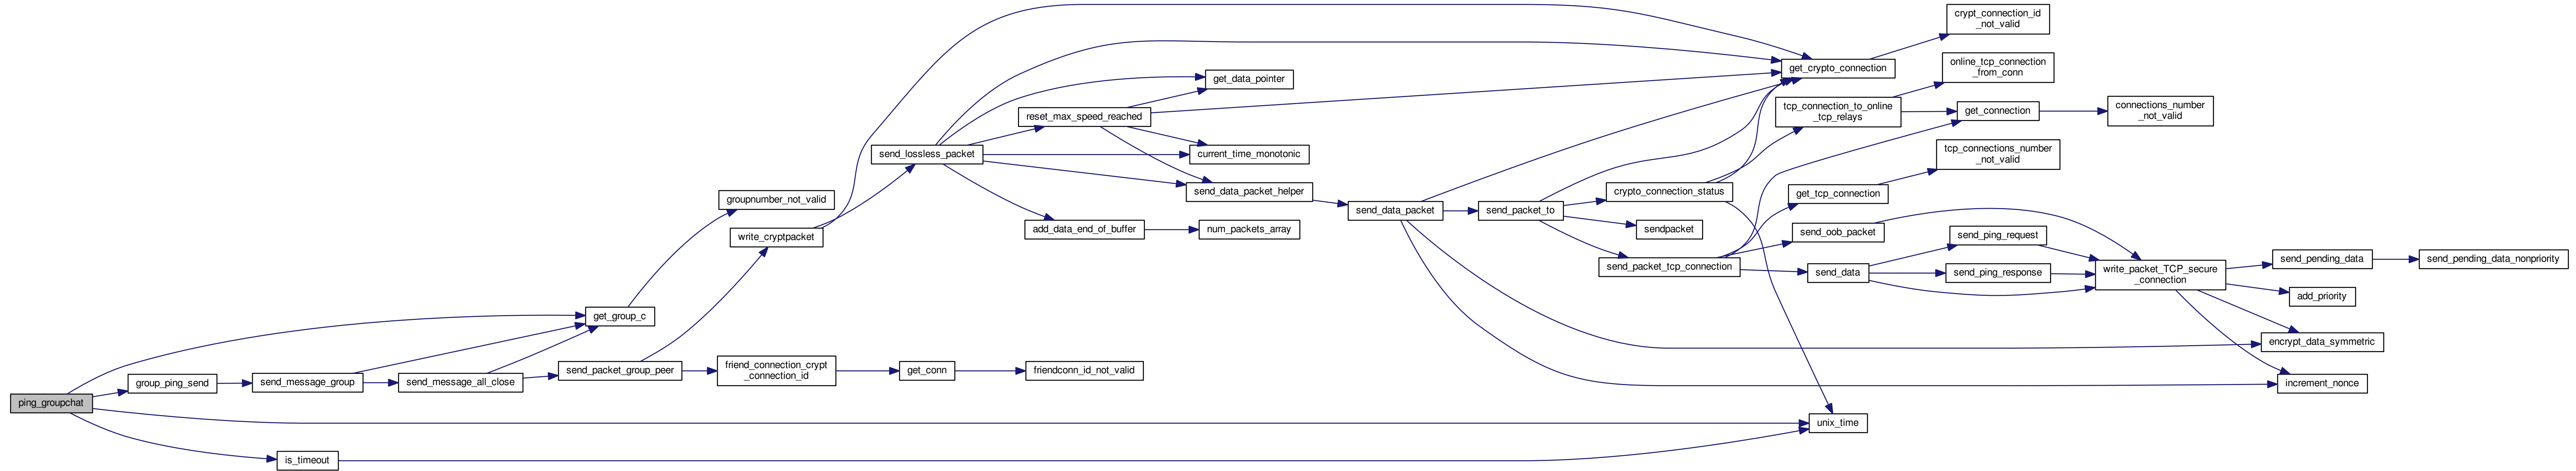 ping_groupchat
group_ping_send
is_timeout
send_message_group
send_message_all_close
get_group_c
send_packet_group_peer
groupnumber_not_valid
write_cryptpacket
friend_connection_crypt
_connection_id
get_conn
friendconn_id_not_valid
send_lossless_packet
reset_max_speed_reached
add_data_end_of_buffer
get_data_pointer
current_time_monotonic
send_data_packet_helper
num_packets_array
send_data_packet
send_packet_to
crypto_connection_status
sendpacket
send_packet_tcp_connection
get_crypto_connection
tcp_connection_to_online
_tcp_relays
get_tcp_connection
send_oob_packet
send_data
unix_time
crypt_connection_id
_not_valid
online_tcp_connection
_from_conn
get_connection
tcp_connections_number
_not_valid
send_ping_request
send_ping_response
connections_number
_not_valid
write_packet_TCP_secure
_connection
send_pending_data
add_priority
encrypt_data_symmetric
increment_nonce
send_pending_data_nonpriority